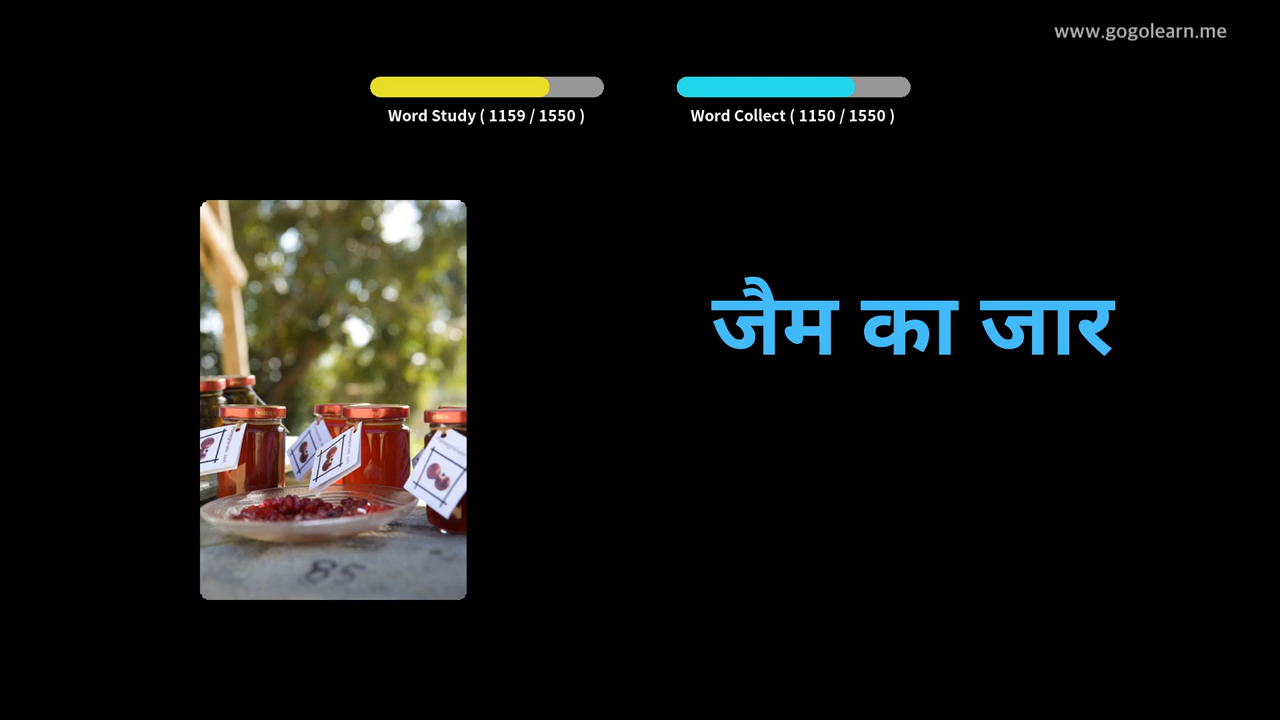 www.gogolearn.me
Word Study ( 1159 / 1550 )
Word Collect ( 1150 / 1550 )
जैम का जार
85